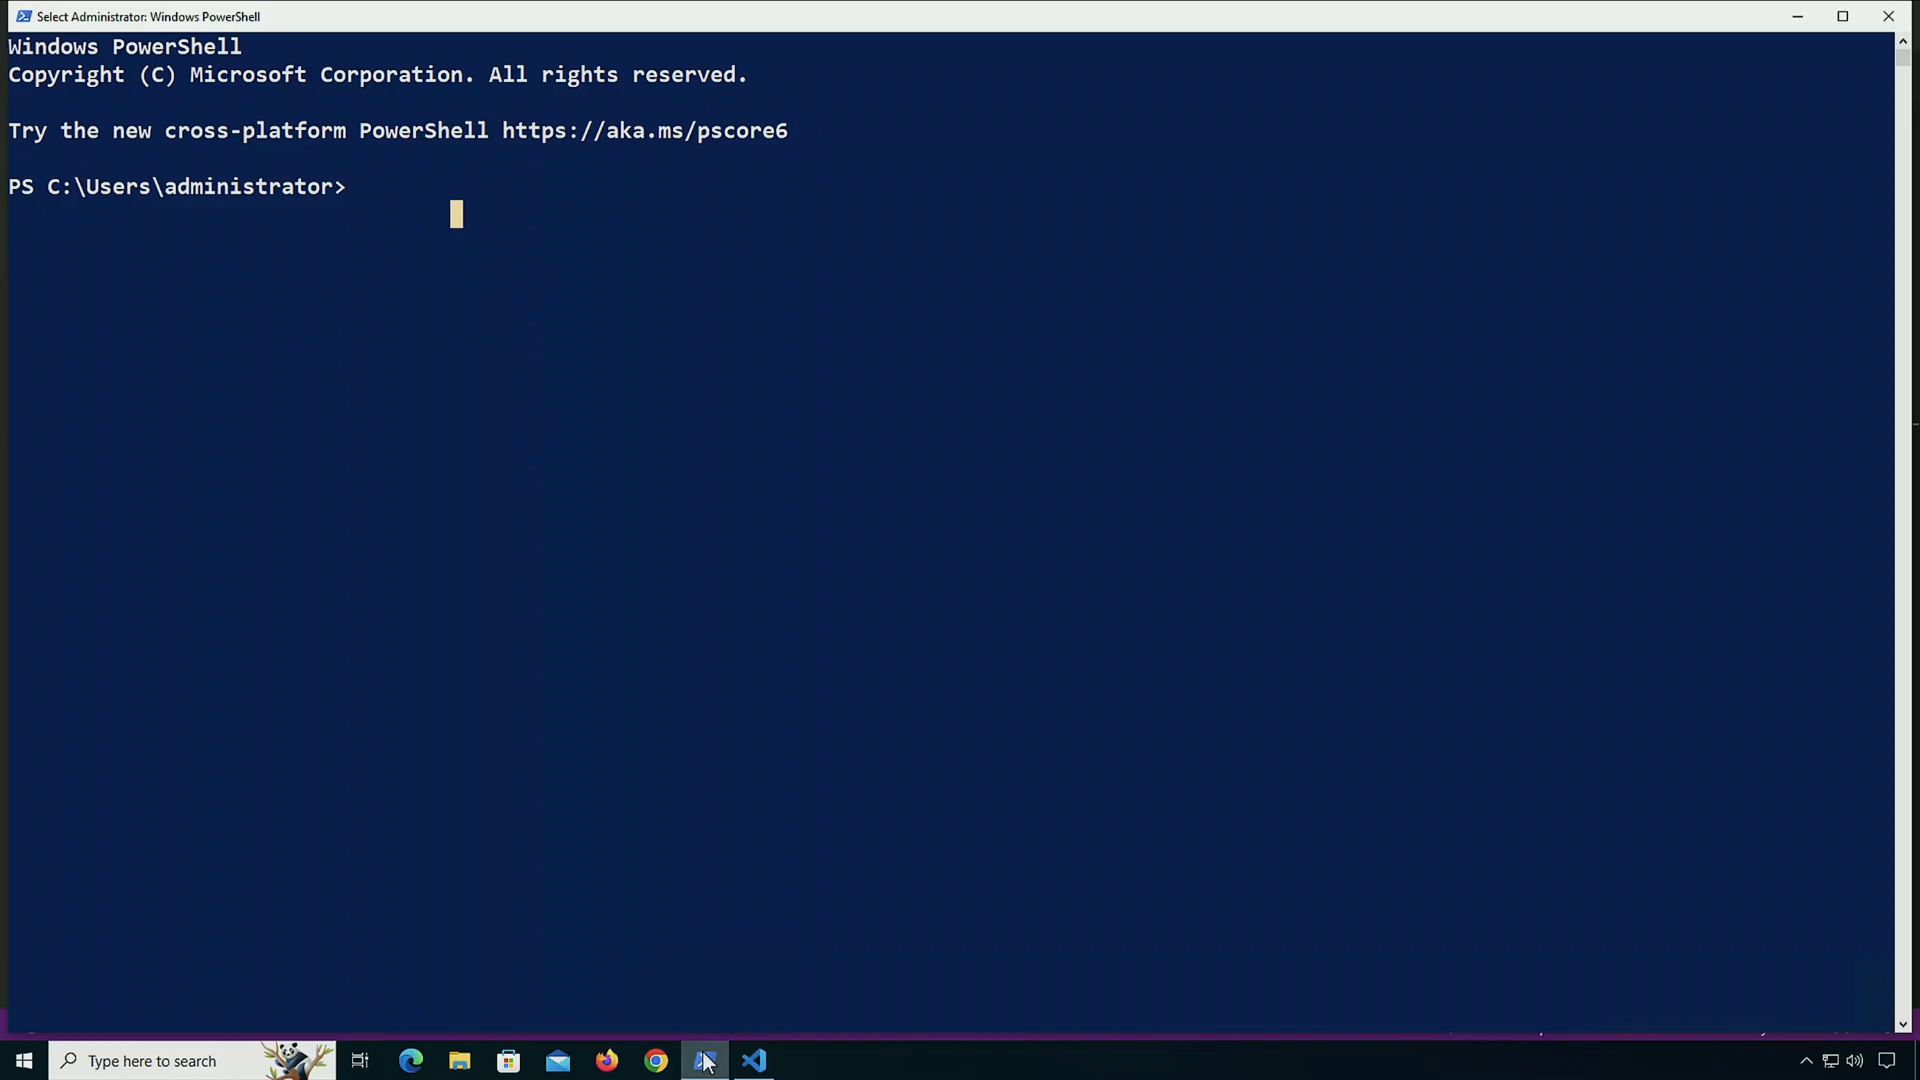 Select Administrator: Windows PowerShell
Windows PowerShell
Copyright (C) Microsoft Corporation. All rights reserved.
Try the new cross-platform PowerShell https://aka.ms/pscore6
PS C:\Users\administrator>
Type here to search